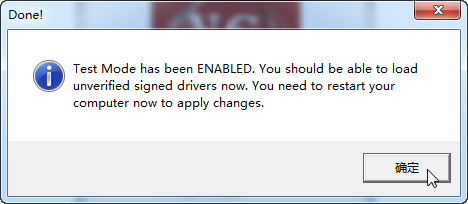 Done!
Test Mode has been ENABLED. You should be able to load
unverified signed drivers now. You need to restart your
computer now to apply changes.
确定